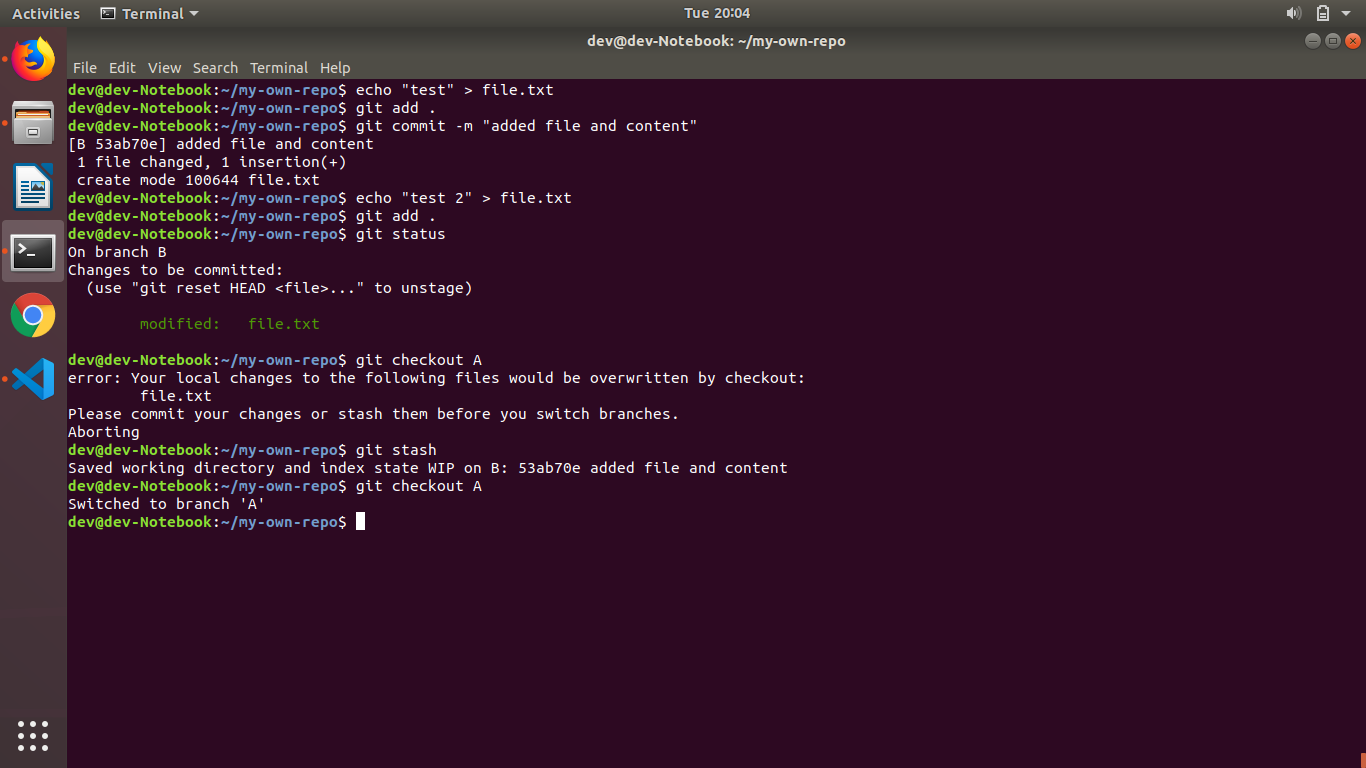 Activities Terminal Tue 20:04
dev@dev-Notebook: ~/my-own-repo
File Edit View Search Terminal Help
dev@dev-Notebook:~/my-own-repo$ echo "test" > file.txt
dev@dev-Notebook:~/my-own-repo$ git add .
dev@dev-Notebook:~/my-own-repo$ git commit -m "added file and content"
[B 53ab70e] added file and content
 1 file changed, 1 insertion(+)
 create mode 100644 file.txt
dev@dev-Notebook:~/my-own-repo$ echo "test 2" > file.txt
dev@dev-Notebook:~/my-own-repo$ git add .
dev@dev-Notebook:~/my-own-repo$ git status
On branch B
Changes to be committed:
  (use "git reset HEAD <file>..." to unstage)
        modified:   file.txt
dev@dev-Notebook:~/my-own-repo$ git checkout A
error: Your local changes to the following files would be overwritten by checkout:
        file.txt
Please commit your changes or stash them before you switch branches.
Aborting
dev@dev-Notebook:~/my-own-repo$ git stash
Saved working directory and index state WIP on B: 53ab70e added file and content
dev@dev-Notebook:~/my-own-repo$ git checkout A
Switched to branch 'A'
dev@dev-Notebook:~/my-own-repo$